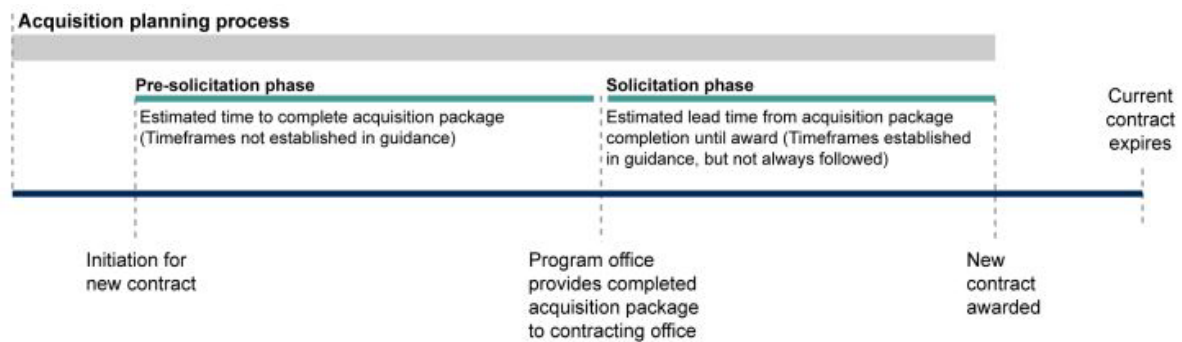 Acquisition planning process
Pre-solicitation phase
Estimated time to complete acquisition package
(Timeframes not established in guidance)
Solicitation phase
Estimated lead time from acquisition package
completion until award (Timeframes established
in guidance, but not always followed)
Current
contract
expires
Initiation for
new contract
Program office
provides completed
acquisition package
to contracting office
New
contract
awarded